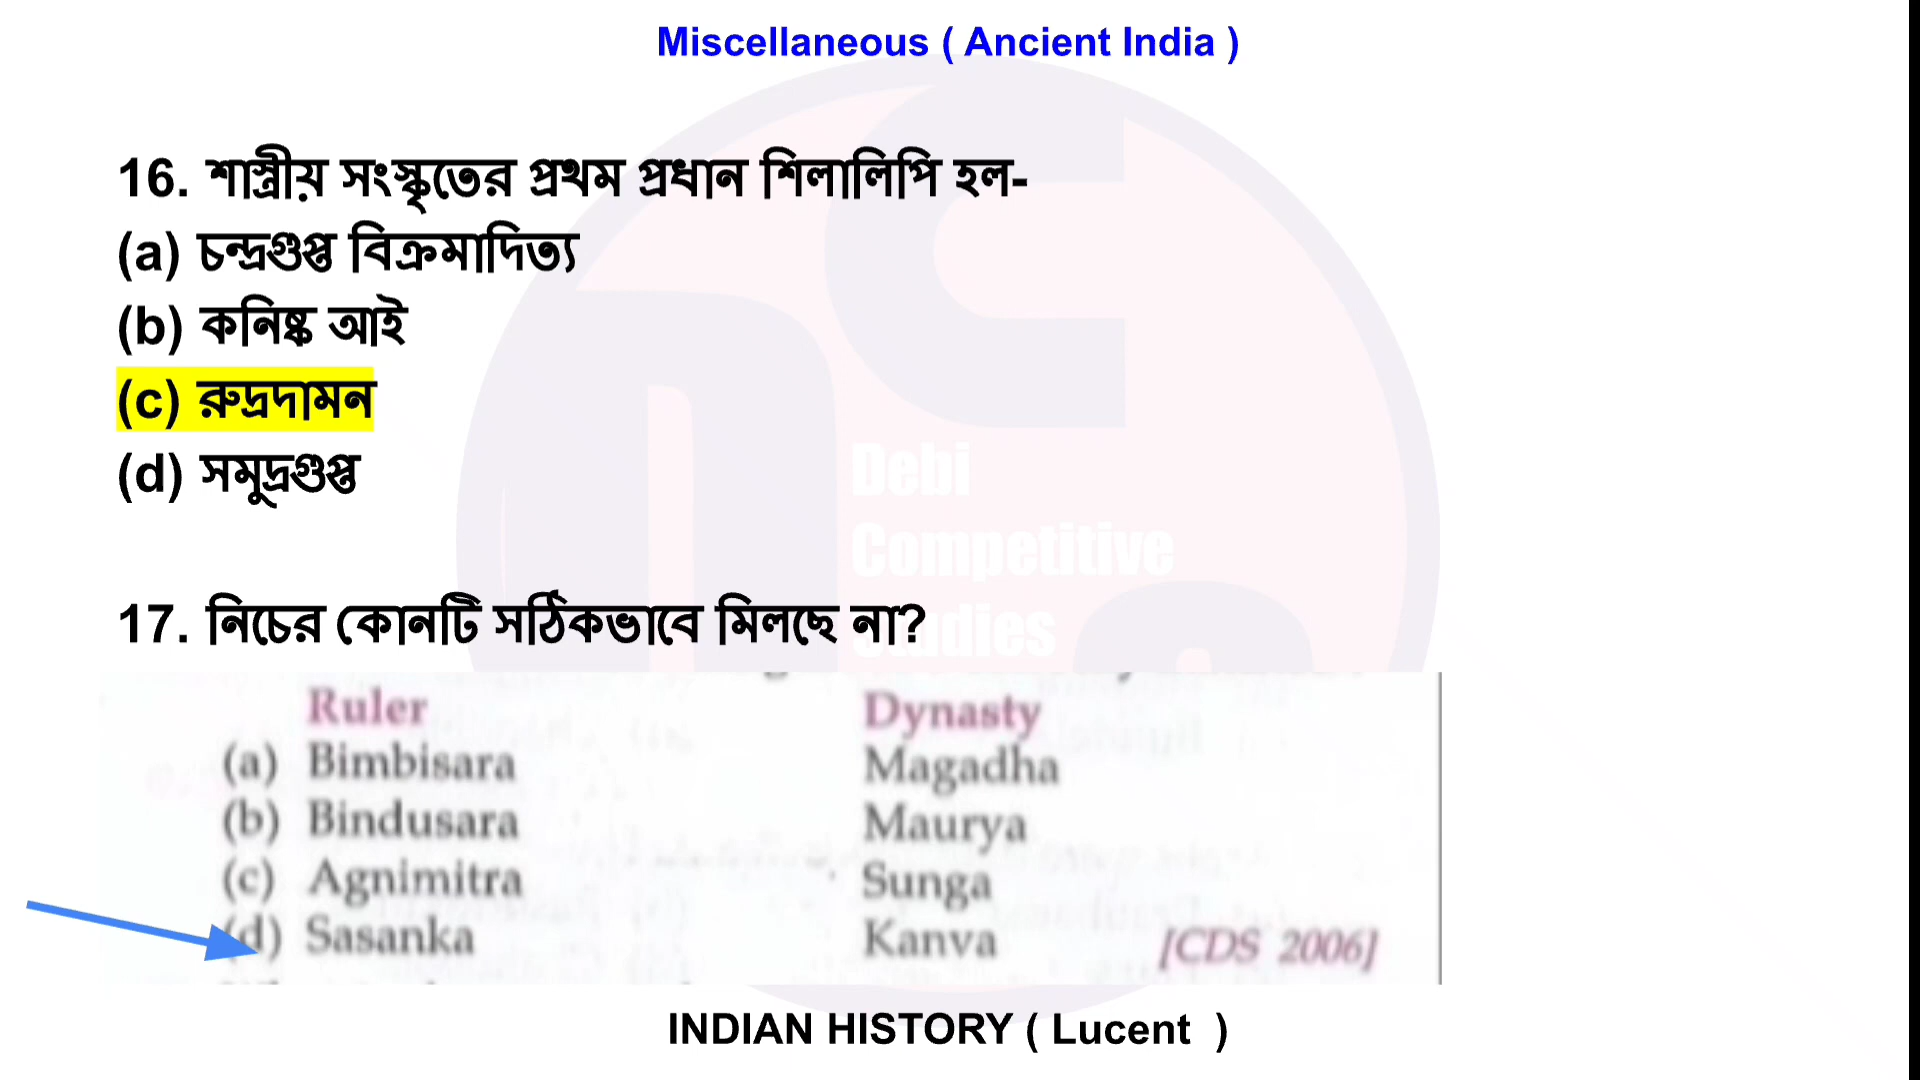 Miscellaneous ( Ancient India )
16. শাস্ত্রীয় সংস্কৃতের প্রথম প্রধান শিলালিপি হল-
(a) চন্দ্রগুপ্ত বিক্রমাদিত্য
(b) কনিষ্ক আই
(c) রুদ্রদামন
(d) সমুদ্রগুপ্ত
Debi
Competitive
Studies
17. নিচের কোনটি সঠিকভাবে মিলছে না?
Ruler Dynasty
(a) Bimbisara Magadha
(b) Bindusara Maurya
(c) Agnimitra Sunga
(d) Sasanka Kanva [CDS 2006]
INDIAN HISTORY ( Lucent )